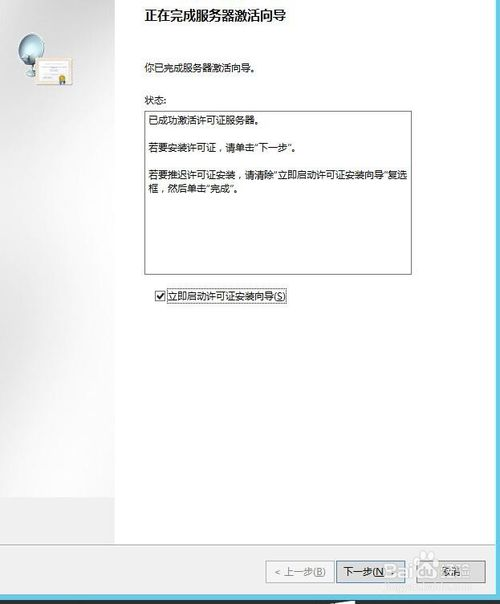 正在完成服务器激活向导
你已完成服务器激活向导。
状态:
已成功激活许可证服务器。
若要安装许可证，请单击"下一步"。
若要推迟许可证安装，请清除"立即启动许可证安装向导"复选
框，然后单击"完成"。
立即启动许可证安装向导(S)
< 上一步(B)
下一步(N
取消
Baidu